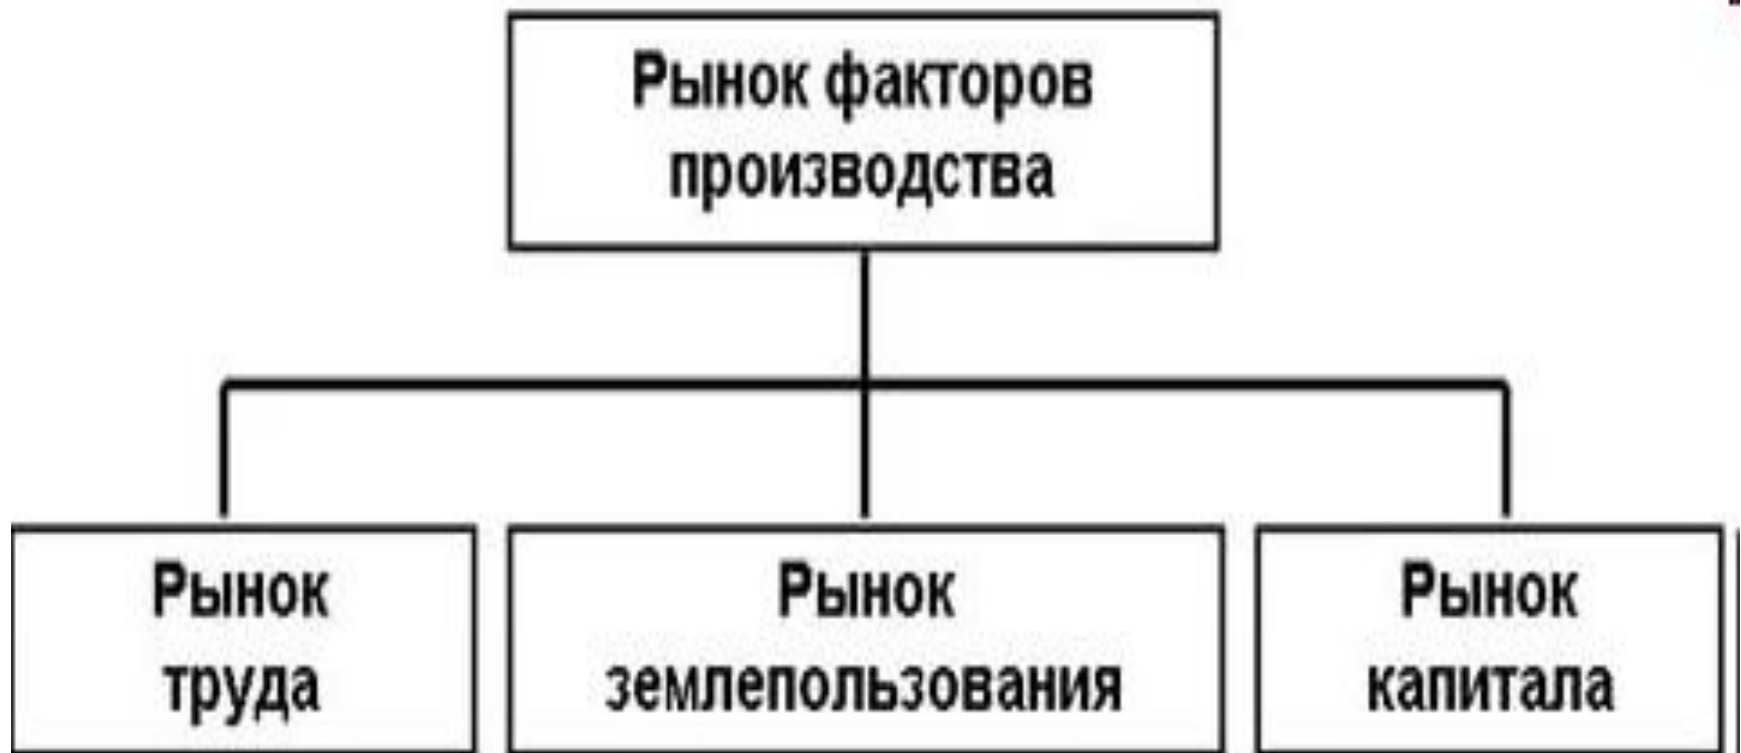 Рынок факторов
производства
Рынок
труда
Рынок
землепользования
Рынок
капитала